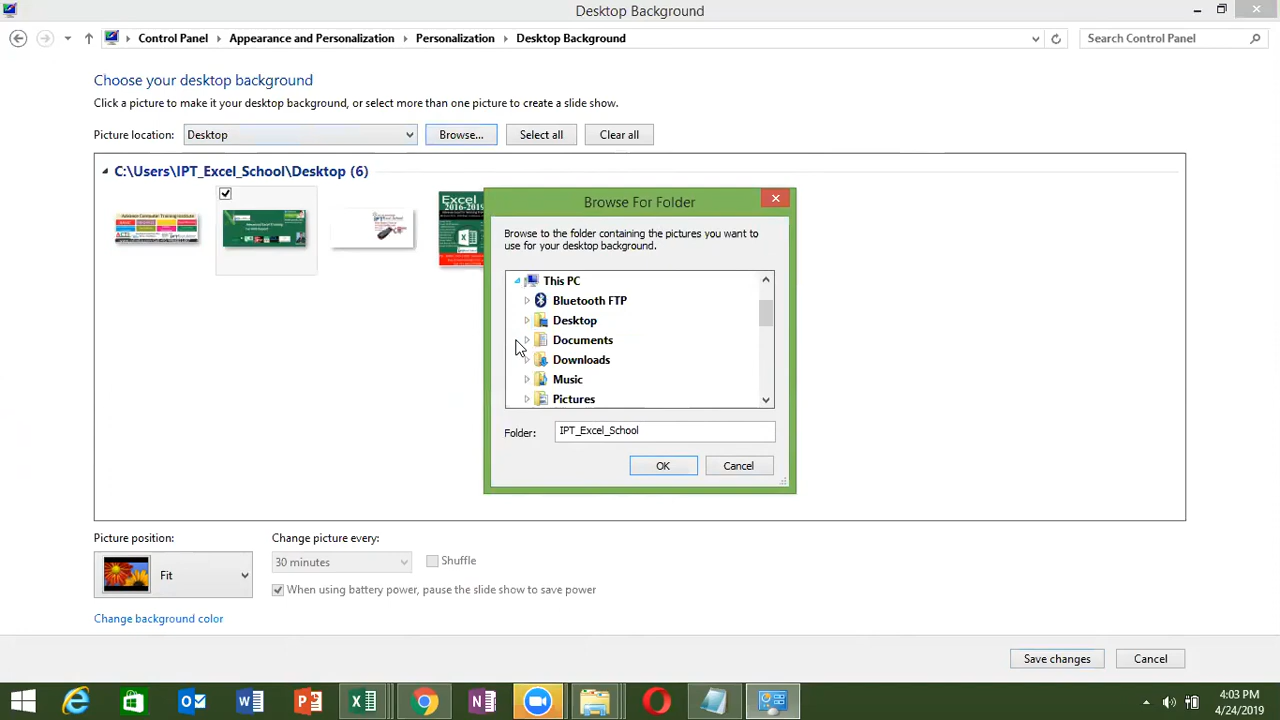 Desktop Background
Control Panel
Appearance and Personalization
Personalization
Desktop Background
Search Control Panel
Choose your desktop background
Click a picture to make it your desktop background, or select more than one picture to create a slide show.
Picture location:
Desktop
Browse...
Select all
Clear all
C:\Users\IPT_Excel_School\Desktop (6)
Excel
2016-2019
Browse For Folder
Browse to the folder containing the pictures you want to
use for your desktop background.
This PC
Bluetooth FTP
Desktop
Documents
Downloads
Music
Pictures
Folder:
IPT_Excel_School
OK
Cancel
Picture position:
Fit
Change picture every:
30 minutes
Shuffle
When using battery power, pause the slide show to save power
Change background color
Save changes
Cancel
4:03 PM
4/24/2019